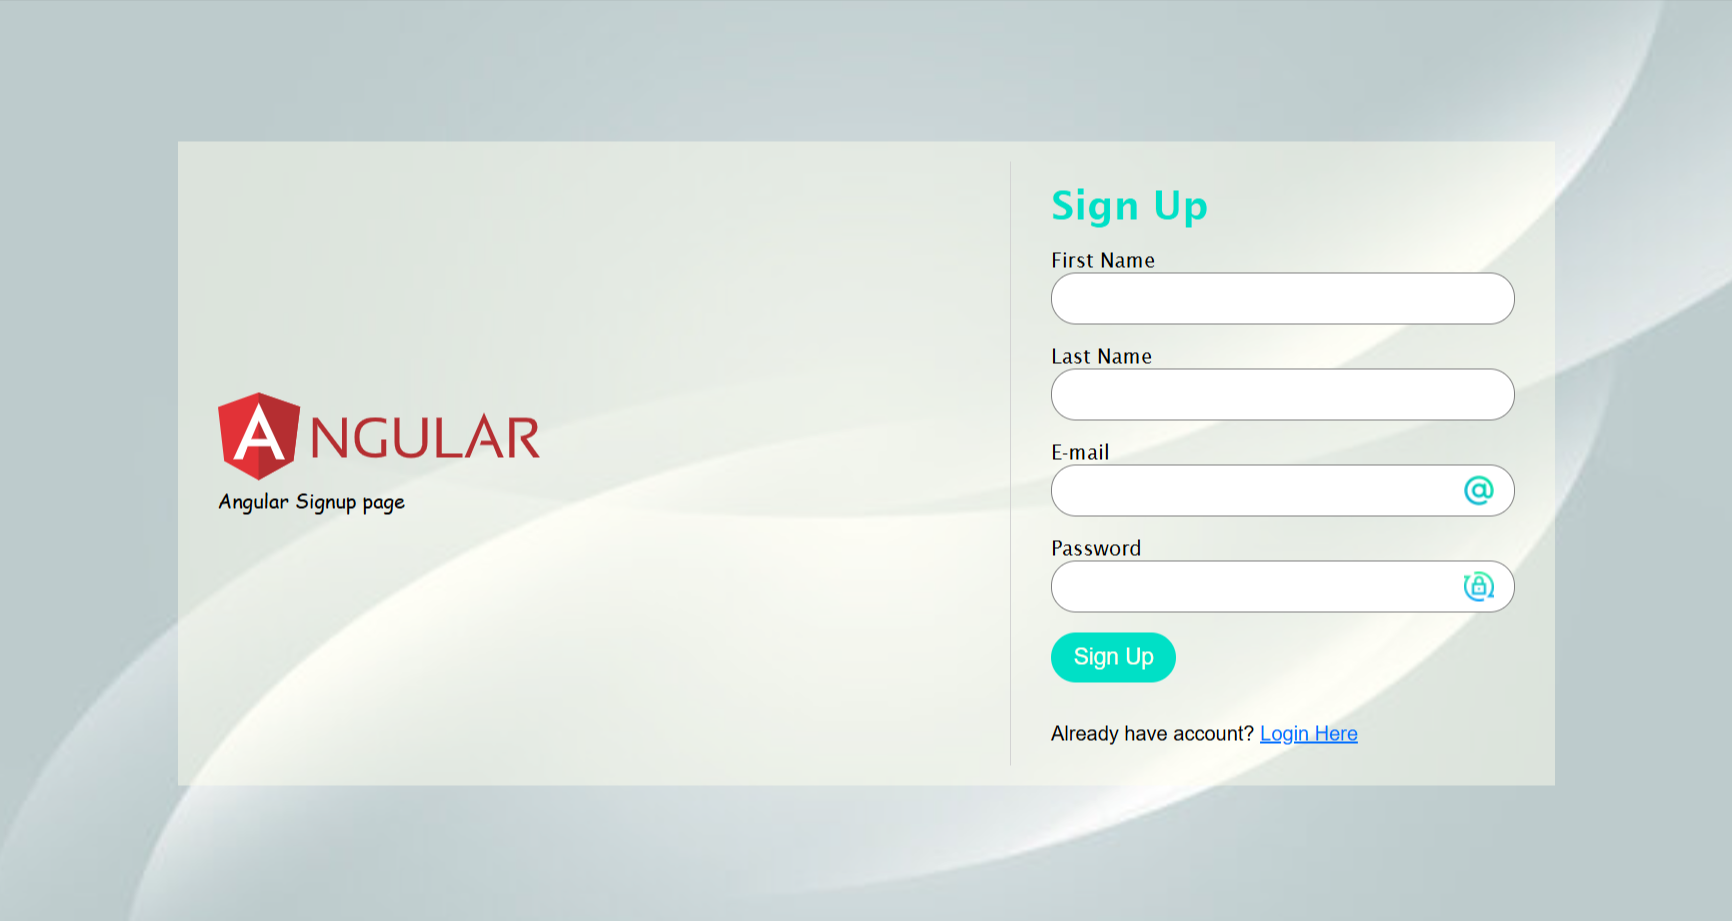 ANGULAR
Angular Signup page
Sign Up
First Name
Last Name
E-mail
@
Password
Sign Up
Already have account? Login Here